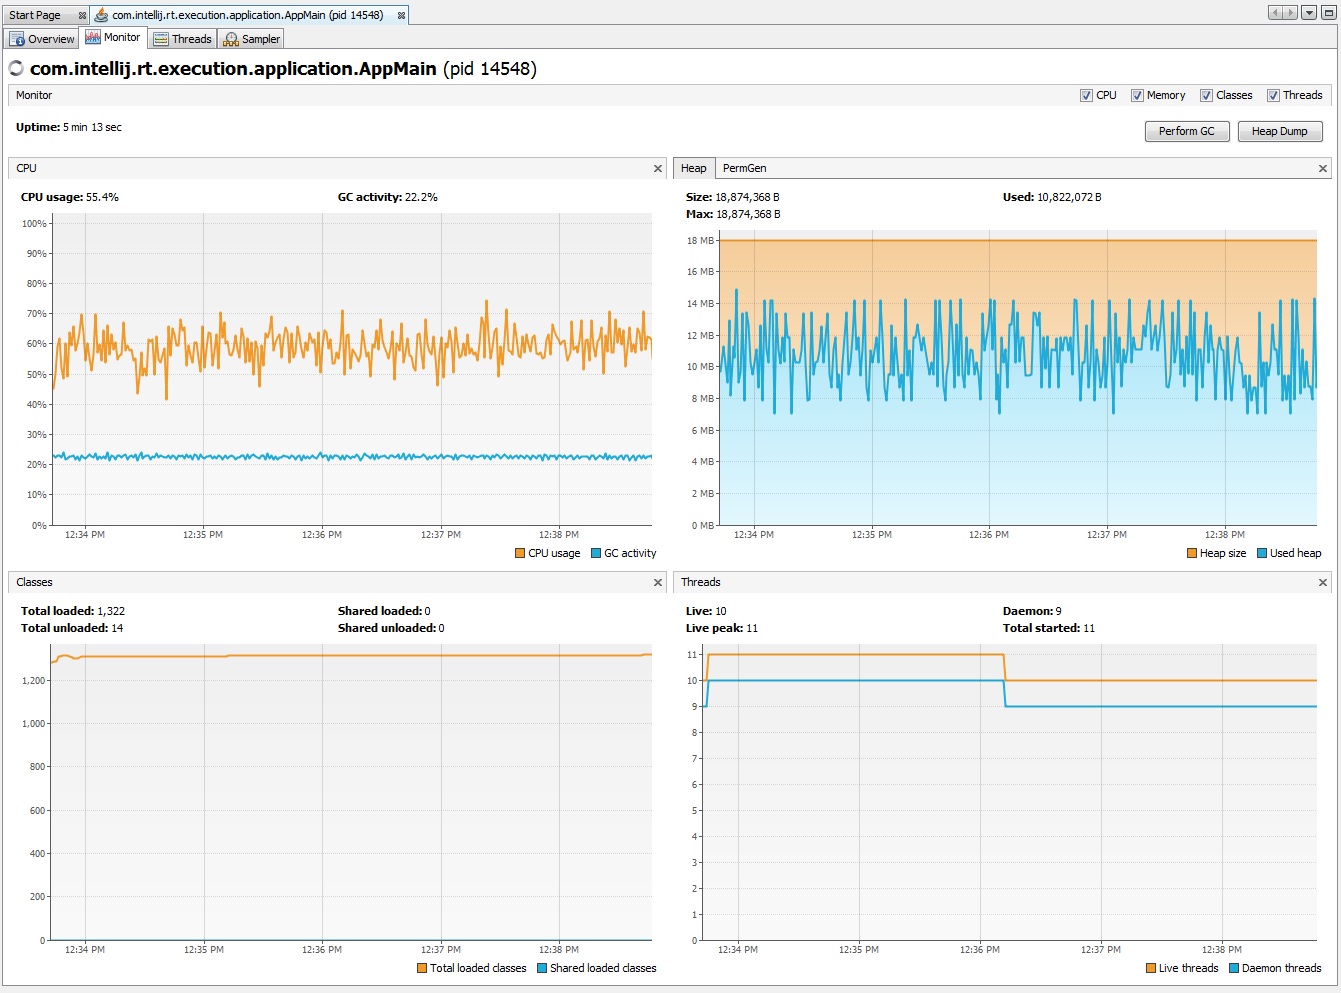 Start Page
com.intellij.rt.execution.application.AppMain (pid 14548)
Overview Monitor Threads Sampler
com.intellij.rt.execution.application.AppMain (pid 14548)
Monitor
CPU Memory Classes Threads
Uptime: 5 min 13 sec
Perform GC Heap Dump
CPU
CPU usage: 55.4% GC activity: 22.2%
100%
90%
80%
70%
60%
50%
40%
30%
20%
10%
0%
12:34 PM 12:35 PM 12:36 PM 12:37 PM 12:38 PM
CPU usage GC activity
Heap PermGen
Size: 18,874,368 B Used: 10,822,072 B
Max: 18,874,368 B
18 MB
16 MB
14 MB
12 MB
10 MB
8 MB
6 MB
4 MB
2 MB
0 MB
12:34 PM 12:35 PM 12:36 PM 12:37 PM 12:38 PM
Heap size Used heap
Classes
Total loaded: 1,322 Shared loaded: 0
Total unloaded: 14 Shared unloaded: 0
1,200
1,000
800
600
400
200
0
12:34 PM 12:35 PM 12:36 PM 12:37 PM 12:38 PM
Total loaded classes Shared loaded classes
Threads
Live: 10 Daemon: 9
Live peak: 11 Total started: 11
11
10
9
8
7
6
5
4
3
2
1
0
12:34 PM 12:35 PM 12:36 PM 12:37 PM 12:38 PM
Live threads Daemon threads